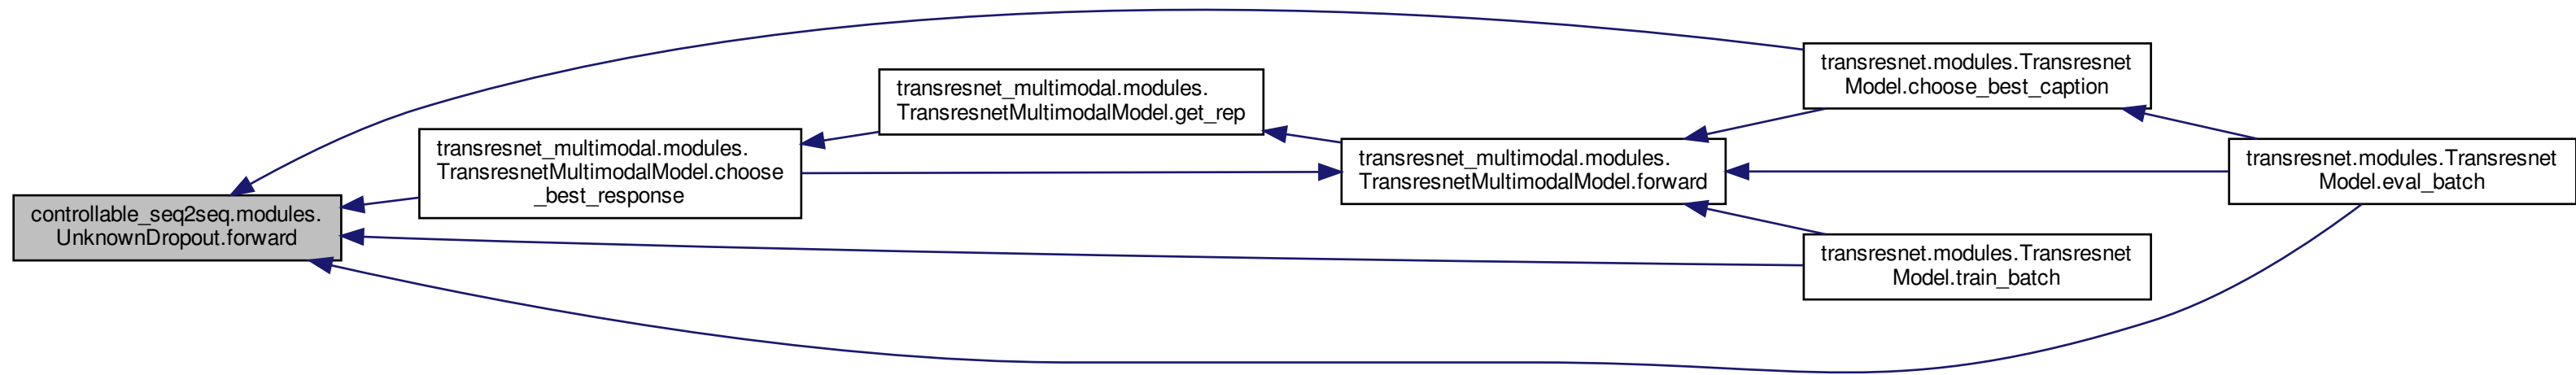 controllable_seq2seq.modules.
UnknownDropout.forward
transresnet_multimodal.modules.
TransresnetMultimodalModel.choose
_best_response
transresnet_multimodal.modules.
TransresnetMultimodalModel.get_rep
transresnet_multimodal.modules.
TransresnetMultimodalModel.forward
transresnet.modules.Transresnet
Model.choose_best_caption
transresnet.modules.Transresnet
Model.eval_batch
transresnet.modules.Transresnet
Model.train_batch